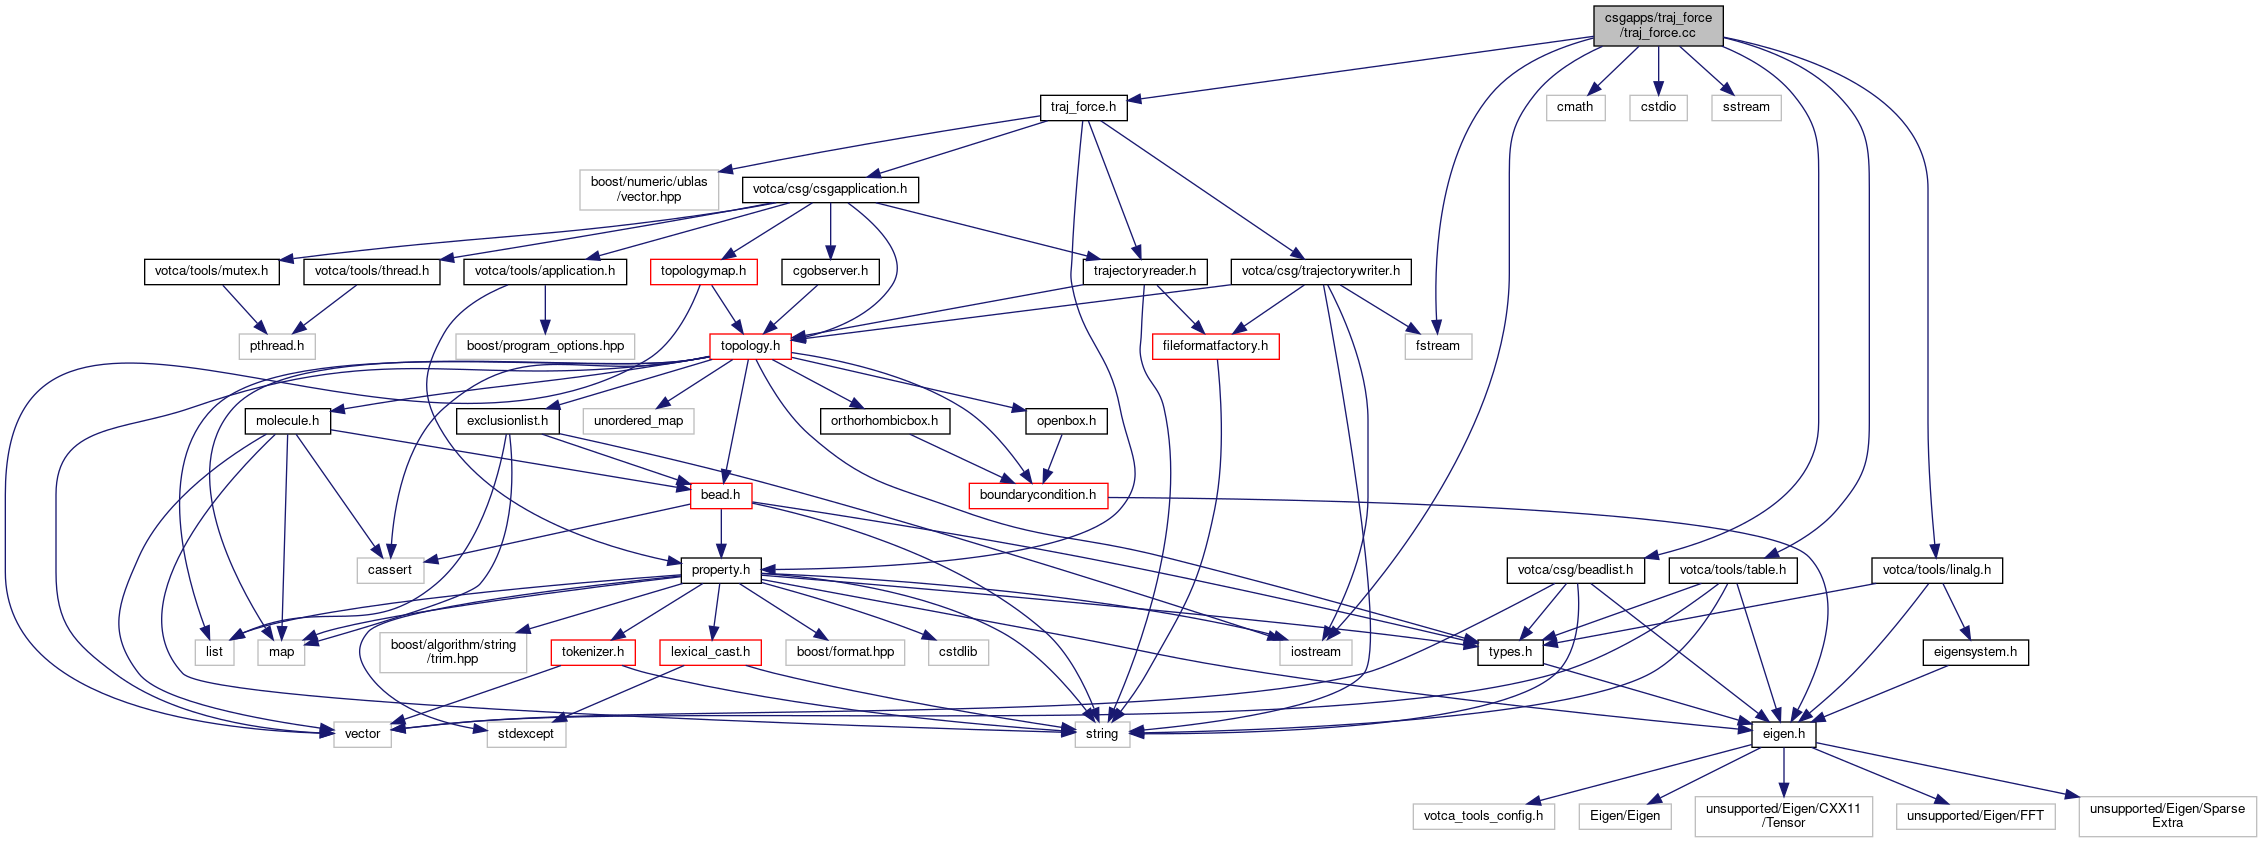 csgapps/traj_force
/traj_force.cc
traj_force.h
cmath
cstdio
sstream
boost/numeric/ublas
/vector.hpp
votca/csg/csgapplication.h
votca/tools/mutex.h
votca/tools/thread.h
votca/tools/application.h
topologymap.h
cgobserver.h
trajectoryreader.h
votca/csg/trajectorywriter.h
pthread.h
boost/program_options.hpp
topology.h
fileformatfactory.h
fstream
molecule.h
exclusionlist.h
unordered_map
orthorhombicbox.h
openbox.h
bead.h
boundarycondition.h
cassert
property.h
votca/csg/beadlist.h
votca/tools/table.h
votca/tools/linalg.h
list
map
boost/algorithm/string
/trim.hpp
tokenizer.h
lexical_cast.h
boost/format.hpp
cstdlib
iostream
types.h
eigensystem.h
vector
stdexcept
string
eigen.h
votca_tools_config.h
Eigen/Eigen
unsupported/Eigen/CXX11
/Tensor
unsupported/Eigen/FFT
unsupported/Eigen/Sparse
Extra